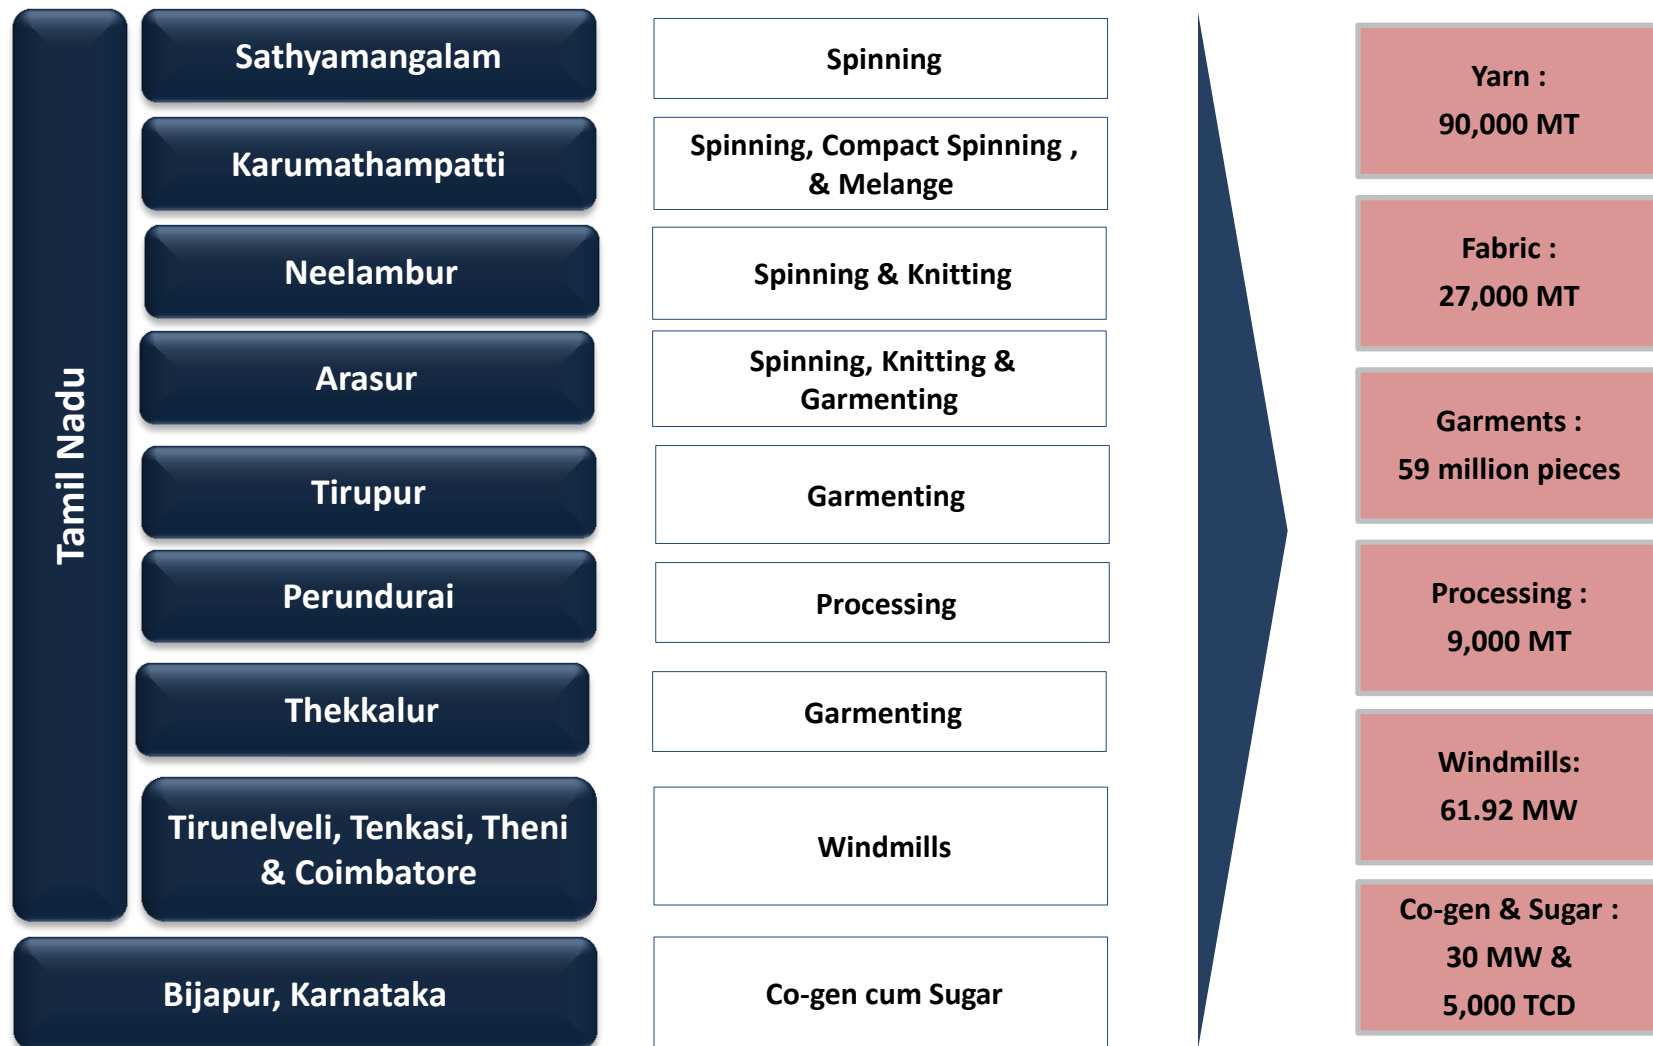 Tamil Nadu
Sathyamangalam
Spinning
Karumathampatti
Spinning, Compact Spinning ,
& Melange
Neelambur
Spinning & Knitting
Arasur
Spinning, Knitting &
Garmenting
Tirupur
Garmenting
Perundurai
Processing
Thekkalur
Garmenting
Tirunelveli, Tenkasi, Theni
& Coimbatore
Windmills
Bijapur, Karnataka
Co-gen cum Sugar
Yarn :
90,000 MT
Fabric :
27,000 MT
Garments :
59 million pieces
Processing :
9,000 MT
Windmills:
61.92 MW
Co-gen & Sugar :
30 MW &
5,000 TCD